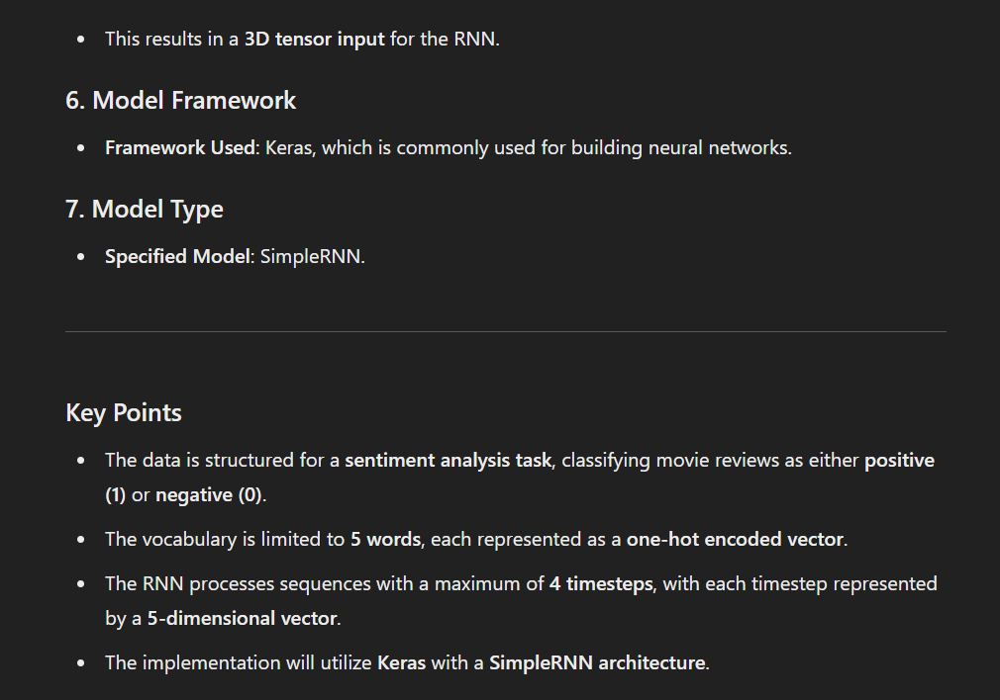 This results in a 3D tensor input for the RNN.
6. Model Framework
Framework Used: Keras, which is commonly used for building neural networks.
7. Model Type
Specified Model: SimpleRNN.
Key Points
The data is structured for a sentiment analysis task, classifying movie reviews as either positive
(1) or negative (0).
The vocabulary is limited to 5 words, each represented as a one-hot encoded vector.
The RNN processes sequences with a maximum of 4 timesteps, with each timestep represented
by a 5-dimensional vector.
The implementation will utilize Keras with a SimpleRNN architecture.